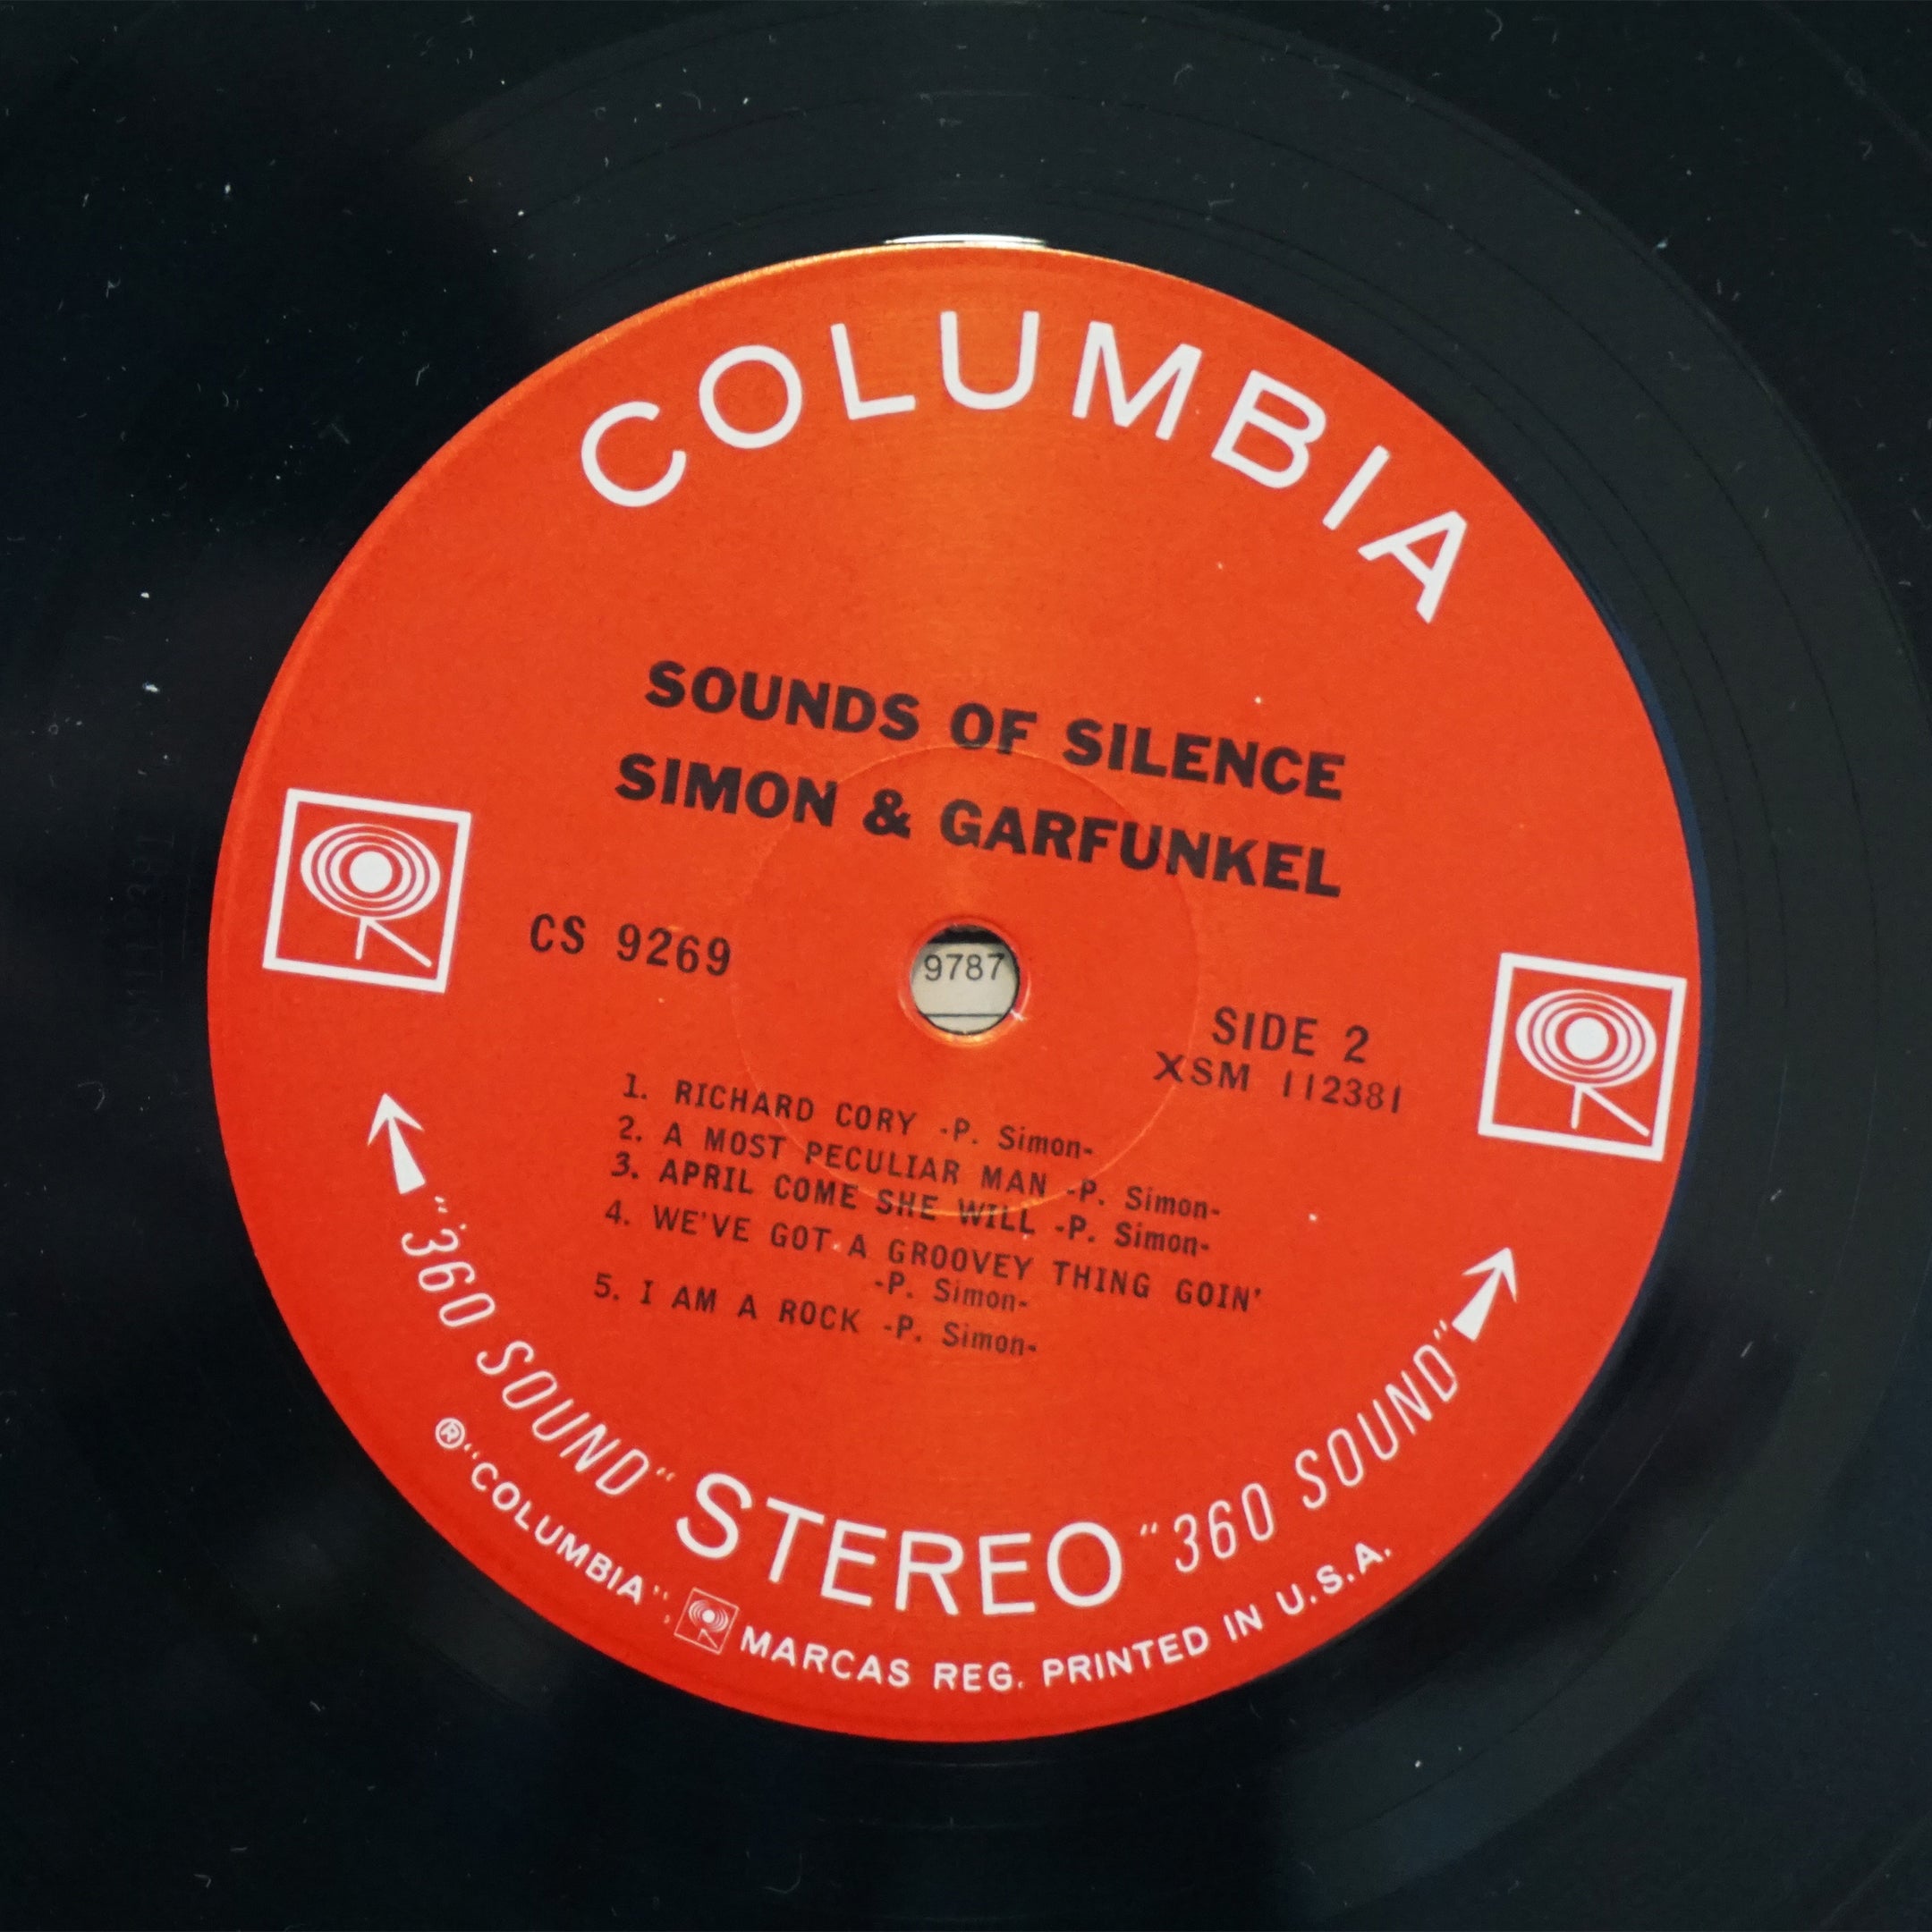 COLUMBIA
SOUNDS OF SILENCE
SIMON & GARFUNKEL
CS 9269
9787
SIDE 2
XSM 112381
1. RICHARD CORY -P. Simon-
2. A MOST PECULIAR MAN -P. Simon-
3. APRIL COME SHE WILL -P. Simon-
4. WE'VE GOT A GROOVEY THING GOIN'
-P. Simon-
5. I AM A ROCK -P. Simon-
"360 SOUND" STEREO "360 SOUND"
® "COLUMBIA", MARCAS REG. PRINTED IN U.S.A.